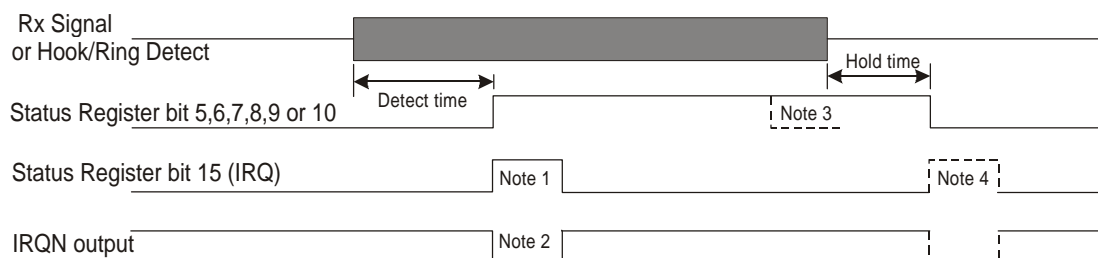 Rx Signal
or Hook/Ring Detect
Hold time
Detect time
Status Register bit 5,6,7,8,9 or 10
Note 3
Status Register bit 15 (IRQ)
Note 1
Note 4
IRQN output
Note 2